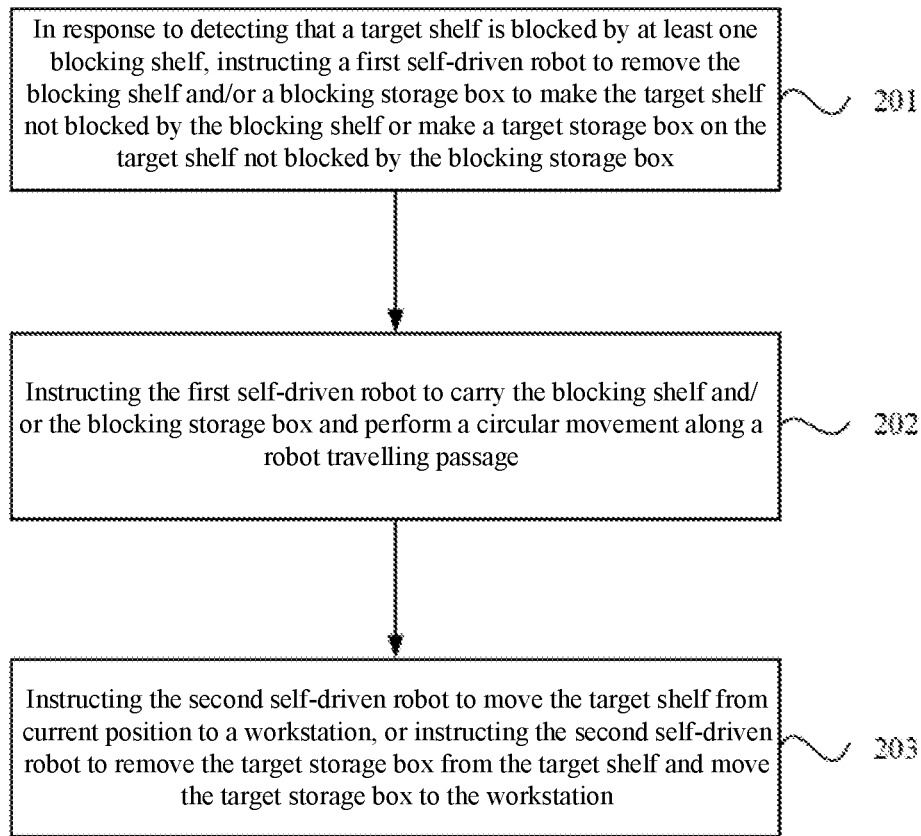 In response to detecting that a target shelf is blocked by at least one
blocking shelf, instructing a first self-driven robot to remove the
blocking shelf and/or a blocking storage box to make the target shelf
not blocked by the blocking shelf or make a target storage box on the
target shelf not blocked by the blocking storage box
201
Instructing the first self-driven robot to carry the blocking shelf and/
or the blocking storage box and perform a circular movement along a
robot travelling passage
202
Instructing the second self-driven robot to move the target shelf from
current position to a workstation, or instructing the second self-driven
robot to remove the target storage box from the target shelf and move
the target storage box to the workstation
203